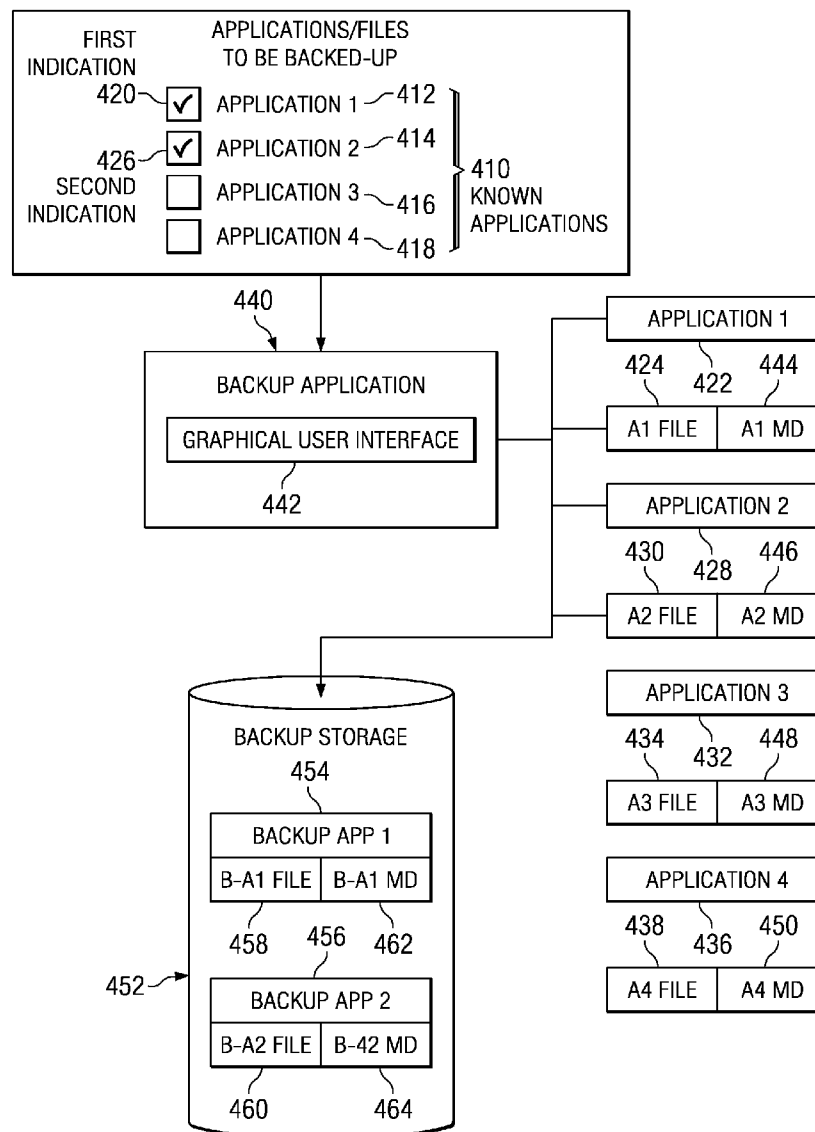 FIRST
INDICATION
APPLICATIONS/FILES
TO BE BACKED-UP
420
APPLICATION 1
412
426
APPLICATION 2
414
SECOND
INDICATION
APPLICATION 3
416
APPLICATION 4
418
410
KNOWN
APPLICATIONS
440
BACKUP APPLICATION
GRAPHICAL USER INTERFACE
442
APPLICATION 1
424
422
444
A1 FILE
A1 MD
APPLICATION 2
430
428
446
A2 FILE
A2 MD
APPLICATION 3
434
432
448
A3 FILE
A3 MD
APPLICATION 4
438
436
450
A4 FILE
A4 MD
BACKUP STORAGE
454
BACKUP APP 1
B-A1 FILE
B-A1 MD
458
456
462
452
BACKUP APP 2
B-A2 FILE
B-42 MD
460
464